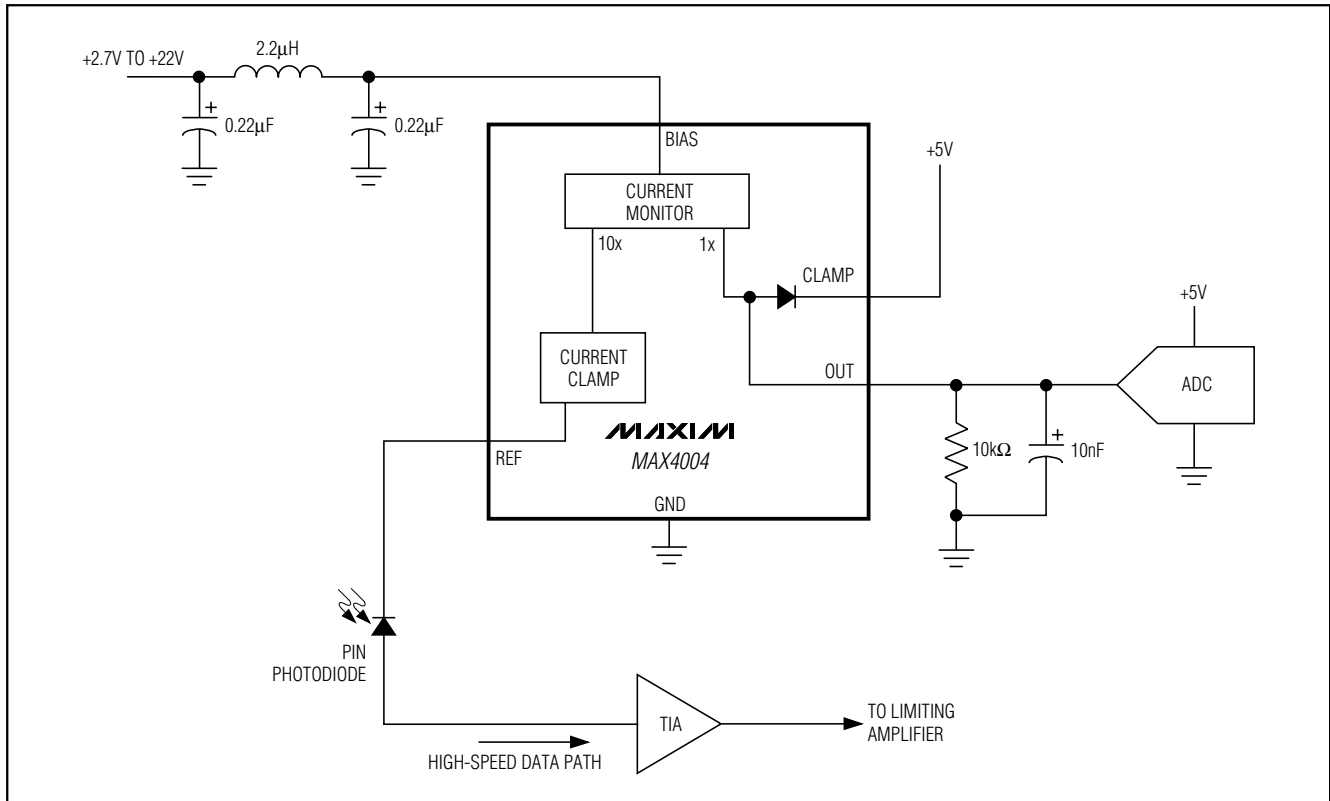 +2.7V TO +22V
2.2µH
+
0.22µF
+
0.22µF
BIAS
+5V
CURRENT
MONITOR
10x
1x
CLAMP
+5V
CURRENT
CLAMP
OUT
ADC
MAXIM
MAX4004
REF
10kΩ
+
10nF
GND
PIN
PHOTODIODE
TIA
TO LIMITING
AMPLIFIER
HIGH-SPEED DATA PATH